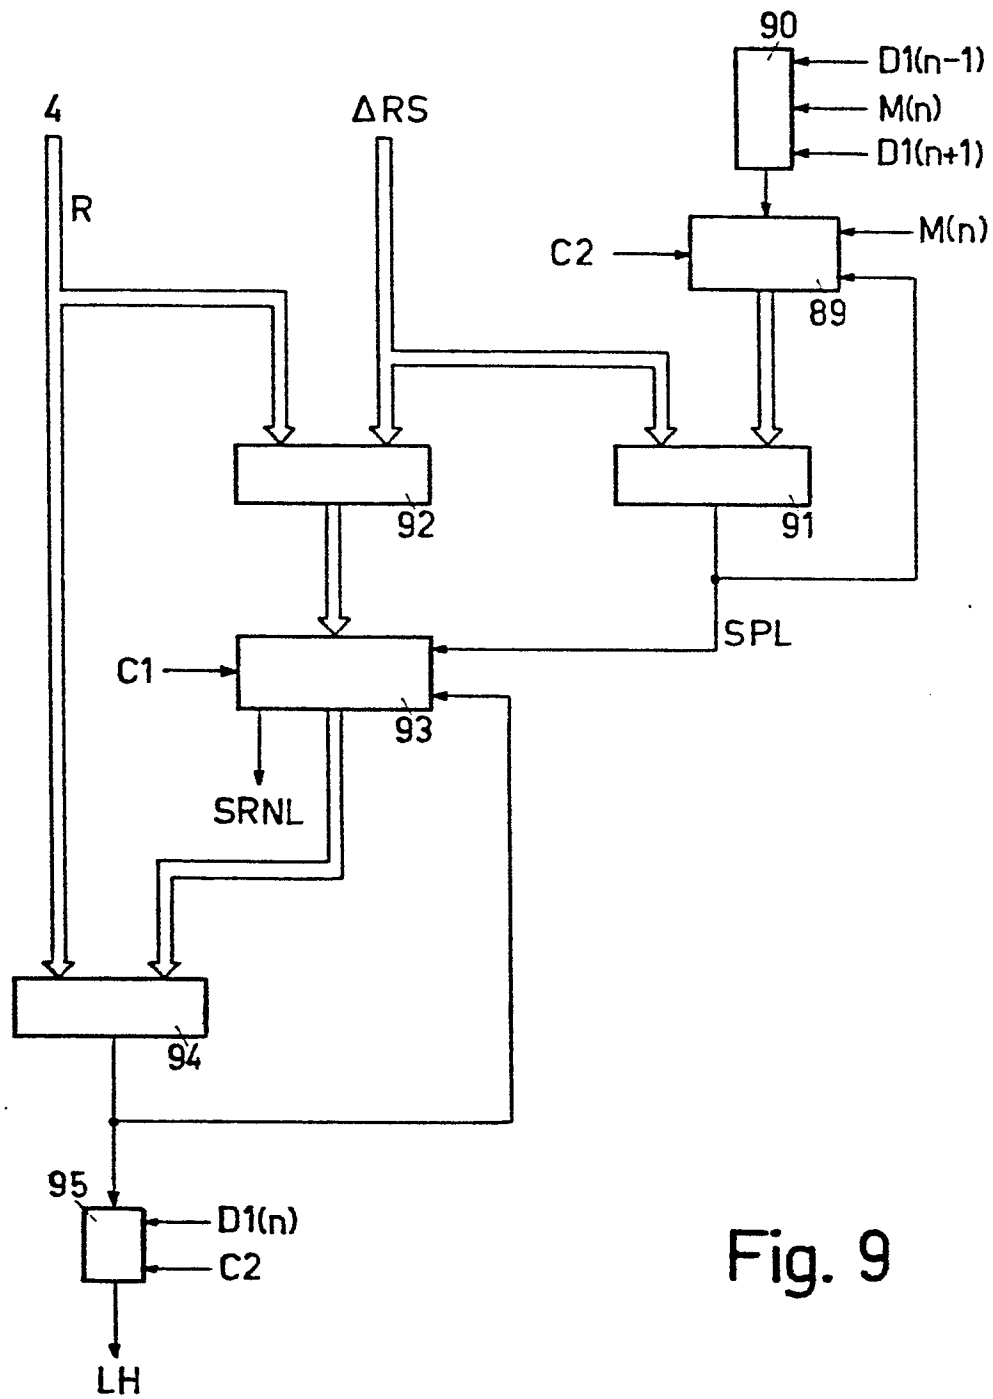 90
D1(n-1)
4
ΔRS
M(n)
D1(n+1)
R
M(n)
C2
89
92
91
SPL
C1
93
SRNL
94
95
D1(n)
C2
Fig. 9
LH